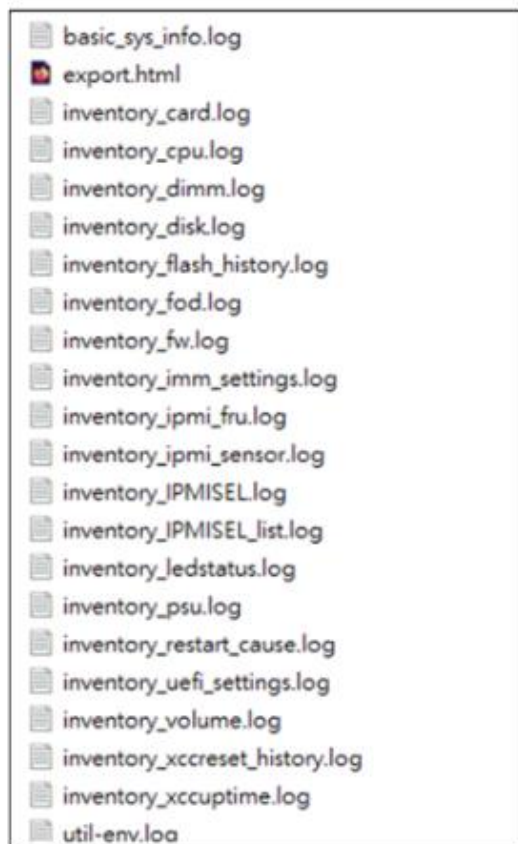 basic_sys_info.log
export.html
inventory_card.log
inventory_cpu.log
inventory_dimm.log
inventory_disk.log
inventory_flash_history.log
inventory_fod.log
inventory_fw.log
inventory_imm_settings.log
inventory_ipmi_fru.log
inventory_ipmi_sensor.log
inventory_IPMISEL.log
inventory_IPMISEL_list.log
inventory_ledstatus.log
inventory_psu.log
inventory_restart_cause.log
inventory_uefi_settings.log
inventory_volume.log
inventory_xccreset_history.log
inventory_xccuptime.log
util-env.log